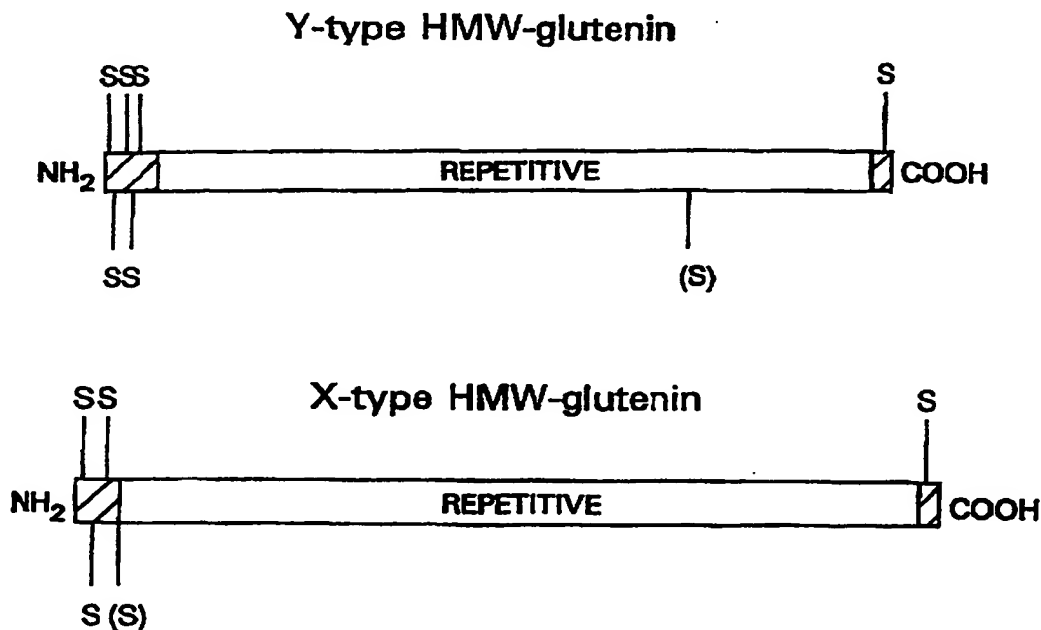 Y-type HMW-glutenin
SSS
S
NH2
REPETITIVE
COOH
SS
(S)
X-type HMW-glutenin
SS
S
NH2
REPETITIVE
COOH
S (S)